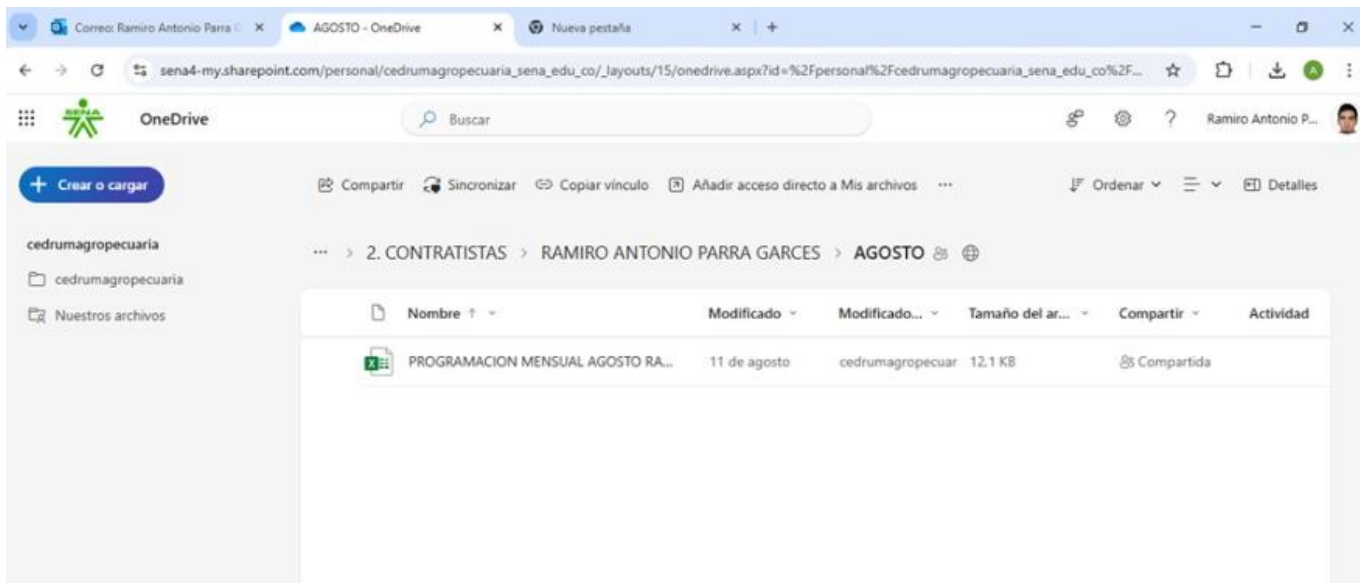 Correo: Ramiro Antonio Parra G
AGOSTO - OneDrive
Nueva pestaña
sena4-my.sharepoint.com/personal/cedrumagropecuaria_sena_edu_co/_layouts/15/onedrive.aspx?id=%2Fpersonal%2Fcedrumagropecuaria_sena_edu_co%2F...
A
SENA
OneDrive
Buscar
Ramiro Antonio P...
Crear o cargar
Compartir
Sincronizar
Copiar vínculo
Añadir acceso directo a Mis archivos
...
Ordenar
Detalles
cedrumagropecuaria
cedrumagropecuaria
Nuestros archivos
... > 2. CONTRATISTAS > RAMIRO ANTONIO PARRA GARCES > AGOSTO
Nombre ↑ Modificado Modificado... Tamaño del ar... Compartir Actividad
PROGRAMACION MENSUAL AGOSTO RA... 11 de agosto cedrumagropecuar 12,1 KB Compartida